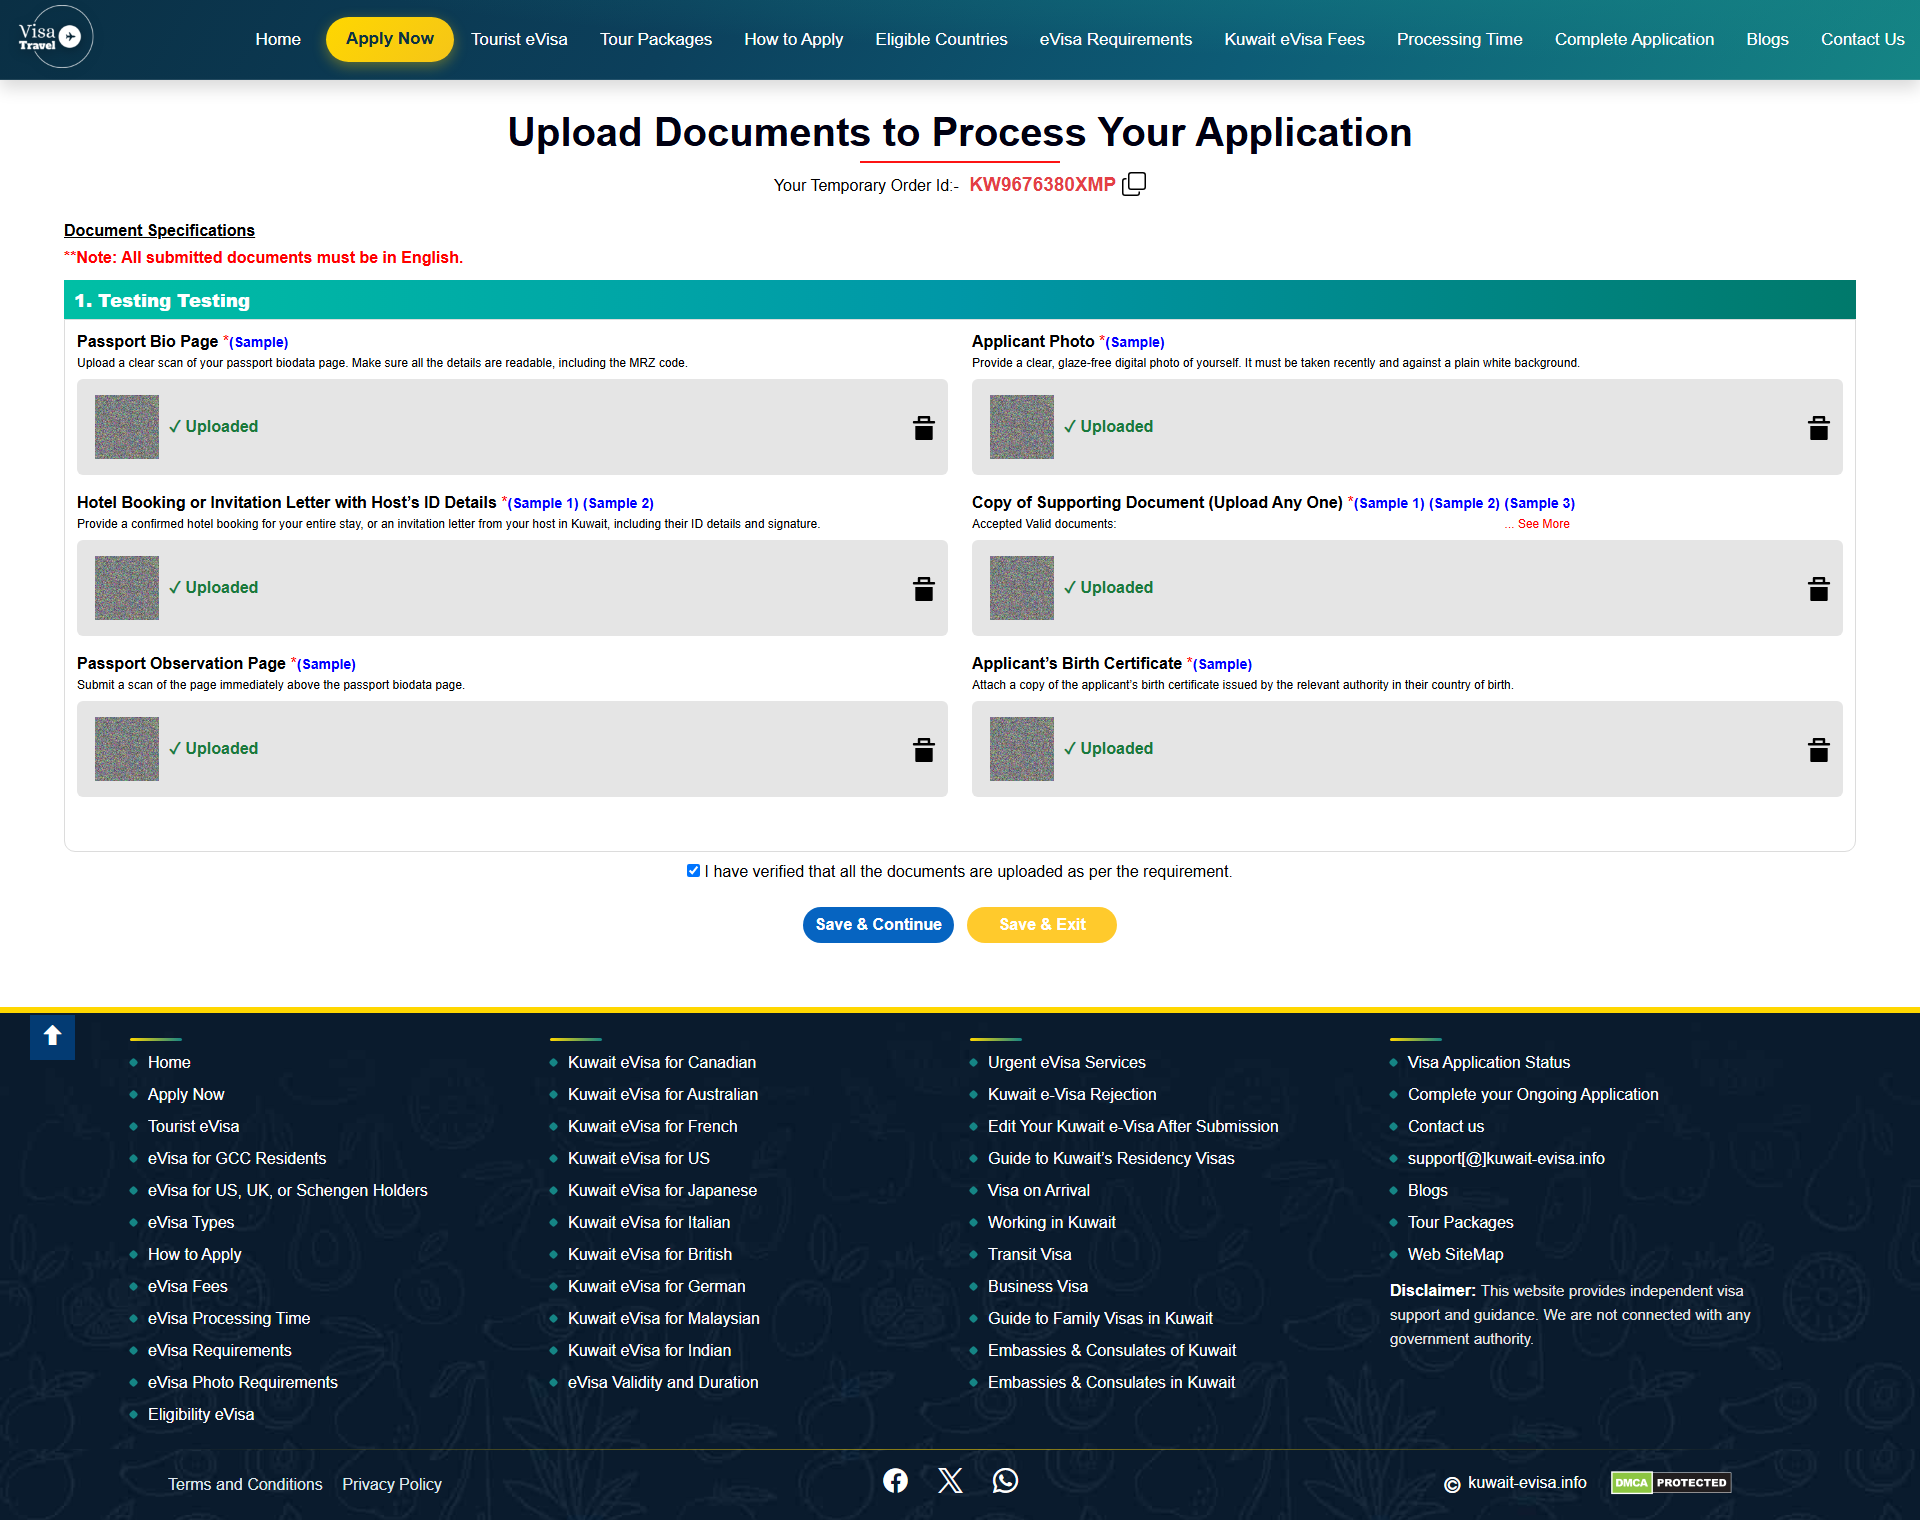 Visa
Travel
Home
Apply Now
Tourist eVisa
Tour Packages
How to Apply
Eligible Countries
eVisa Requirements
Kuwait eVisa Fees
Processing Time
Complete Application
Blogs
Contact Us
Upload Documents to Process Your Application
Your Temporary Order Id:- KW9676380XMP
Document Specifications
**Note: All submitted documents must be in English.
1. Testing Testing
Passport Bio Page *(Sample)
Upload a clear scan of your passport biodata page. Make sure all the details are readable, including the MRZ code.
✓ Uploaded
Applicant Photo *(Sample)
Provide a clear, glaze-free digital photo of yourself. It must be taken recently and against a plain white background.
✓ Uploaded
Hotel Booking or Invitation Letter with Host’s ID Details *(Sample 1) (Sample 2)
Provide a confirmed hotel booking for your entire stay, or an invitation letter from your host in Kuwait, including their ID details and signature.
✓ Uploaded
Copy of Supporting Document (Upload Any One) *(Sample 1) (Sample 2) (Sample 3)
Accepted Valid documents: ... See More
✓ Uploaded
Passport Observation Page *(Sample)
Submit a scan of the page immediately above the passport biodata page.
✓ Uploaded
Applicant’s Birth Certificate *(Sample)
Attach a copy of the applicant’s birth certificate issued by the relevant authority in their country of birth.
✓ Uploaded
I have verified that all the documents are uploaded as per the requirement.
Save & Continue
Save & Exit
Home
Apply Now
Tourist eVisa
eVisa for GCC Residents
eVisa for US, UK, or Schengen Holders
eVisa Types
How to Apply
eVisa Fees
eVisa Processing Time
eVisa Requirements
eVisa Photo Requirements
Eligibility eVisa
Kuwait eVisa for Canadian
Kuwait eVisa for Australian
Kuwait eVisa for French
Kuwait eVisa for US
Kuwait eVisa for Japanese
Kuwait eVisa for Italian
Kuwait eVisa for British
Kuwait eVisa for German
Kuwait eVisa for Malaysian
Kuwait eVisa for Indian
eVisa Validity and Duration
Urgent eVisa Services
Kuwait e-Visa Rejection
Edit Your Kuwait e-Visa After Submission
Guide to Kuwait’s Residency Visas
Visa on Arrival
Working in Kuwait
Transit Visa
Business Visa
Guide to Family Visas in Kuwait
Embassies & Consulates of Kuwait
Embassies & Consulates in Kuwait
Visa Application Status
Complete your Ongoing Application
Contact us
support[@]kuwait-evisa.info
Blogs
Tour Packages
Web SiteMap
Disclaimer: This website provides independent visa
support and guidance. We are not connected with any
government authority.
Terms and Conditions
Privacy Policy
© kuwait-evisa.info
DMCA PROTECTED